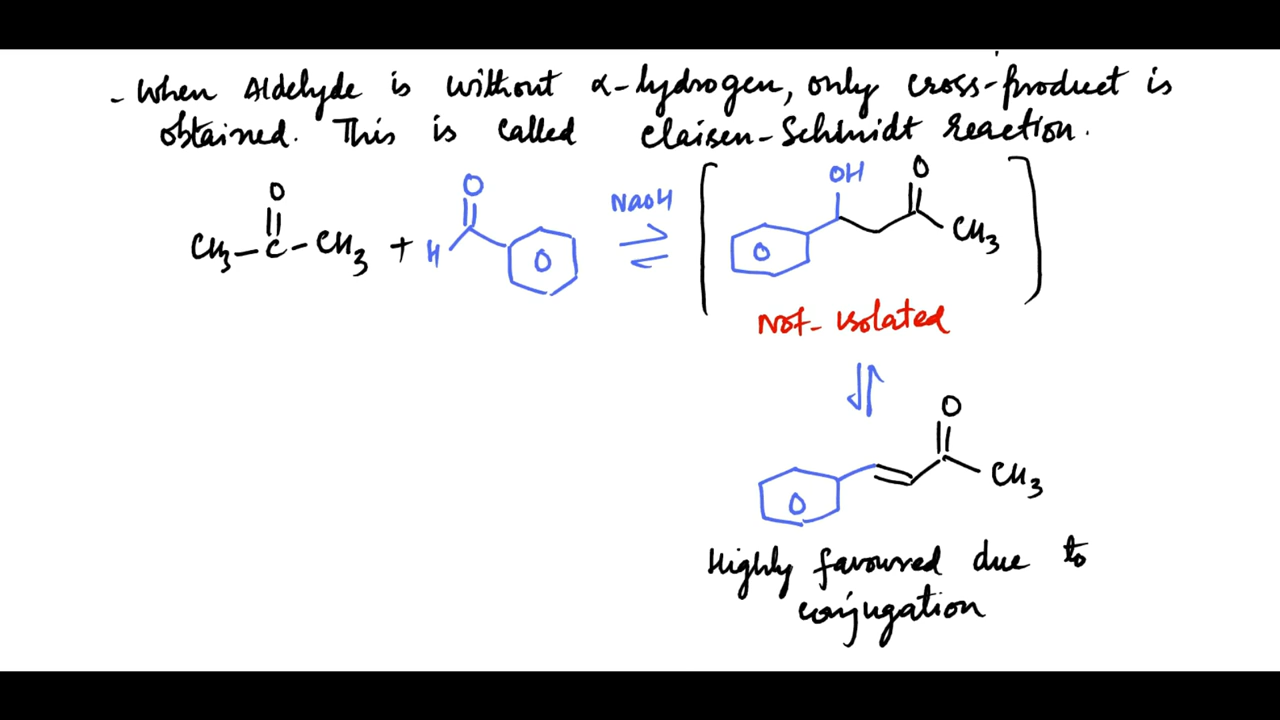 - When Aldehyde is without α-hydrogen, only cross-product is
obtained. This is called Claisen-Schmidt reaction.
O
CH3-C-CH3 + H
O
O
NaOH
OH
O
O
CH3
Not-isolated
O
O
CH3
Highly favoured due to
conjugation